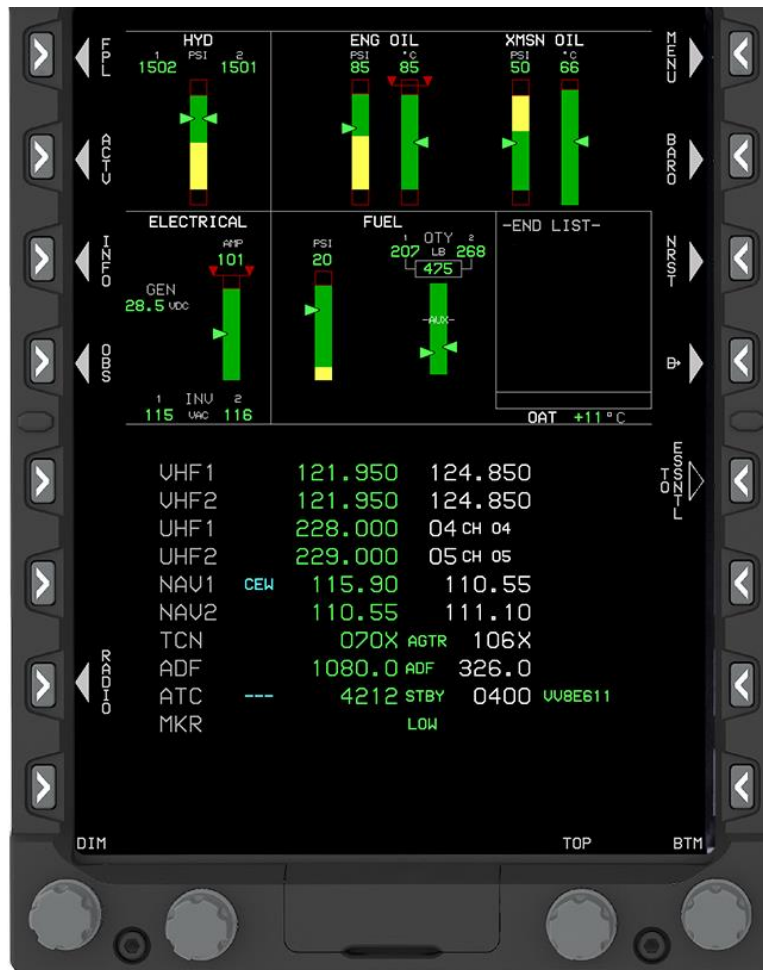 HYD
1 PSI 2
1502 1501
ENG OIL
PSI °C
85 85
XMSN OIL
PSI °C
50 66
FPL
ACTV
INFO
OBS
MENU
BARO
NRST
D→
ELECTRICAL
AMP
101
GEN
28.5 VDC
1 INV 2
115 VAC 116
FUEL
PSI
20
1 QTY 2
207 LB 268
475
-AUX-
-END LIST-
OAT +11°C
TO ESSNTL
VHF1 121.950 124.850
VHF2 121.950 124.850
UHF1 228.000 04 CH 04
UHF2 229.000 05 CH 05
NAV1 CEW 115.90 110.55
NAV2 110.55 111.10
TCN 070X AGTR 106X
ADF 1080.0 ADF 326.0
ATC --- 4212 STBY 0400 VV8E611
MKR LOW
RADIO
DIM TOP BTM